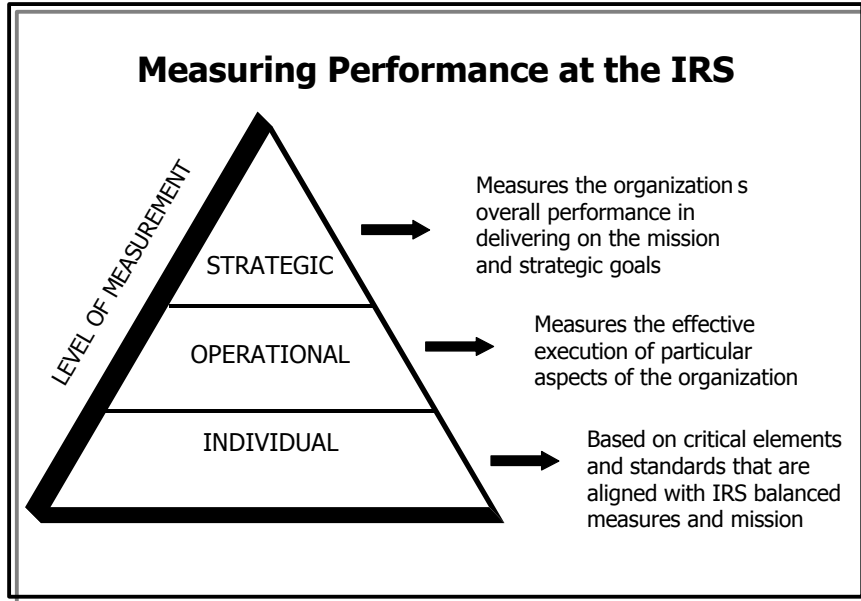 Measuring Performance at the IRS
LEVEL OF MEASUREMENT
STRATEGIC
Measures the organization s
overall performance in
delivering on the mission
and strategic goals
OPERATIONAL
Measures the effective
execution of particular
aspects of the organization
INDIVIDUAL
Based on critical elements
and standards that are
aligned with IRS balanced
measures and mission